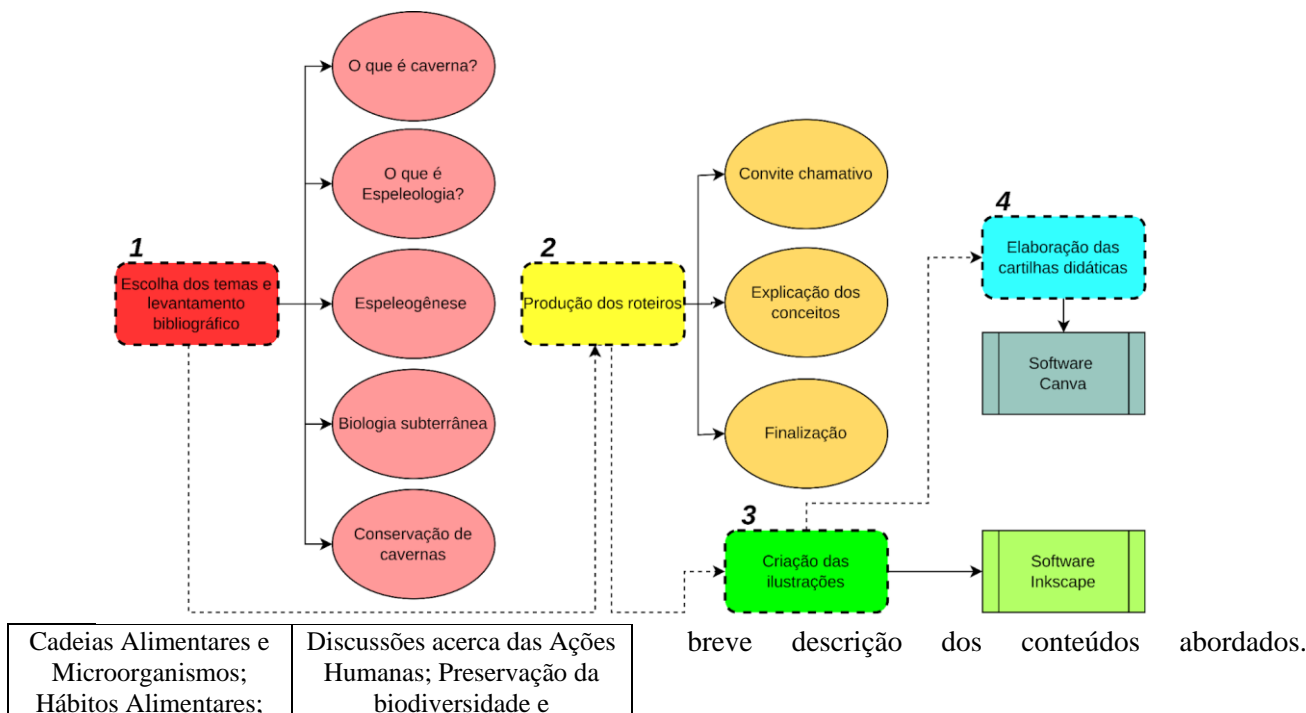 1
Escolha dos temas e
levantamento
bibliográfico
O que é caverna?
O que é
Espeleologia?
Espeleogênese
Biologia subterrânea
Conservação de
cavernas
2
Produção dos roteiros
Convite chamativo
Explicação dos
conceitos
Finalização
3
Criação das
ilustrações
Software
Inkscape
4
Elaboração das
cartilhas didáticas
Software
Canva
Cadeias Alimentares e
Microorganismos;
Hábitos Alimentares;
Discussões acerca das Ações
Humanas; Preservação da
biodiversidade e
breve descrição dos conteúdos abordados.